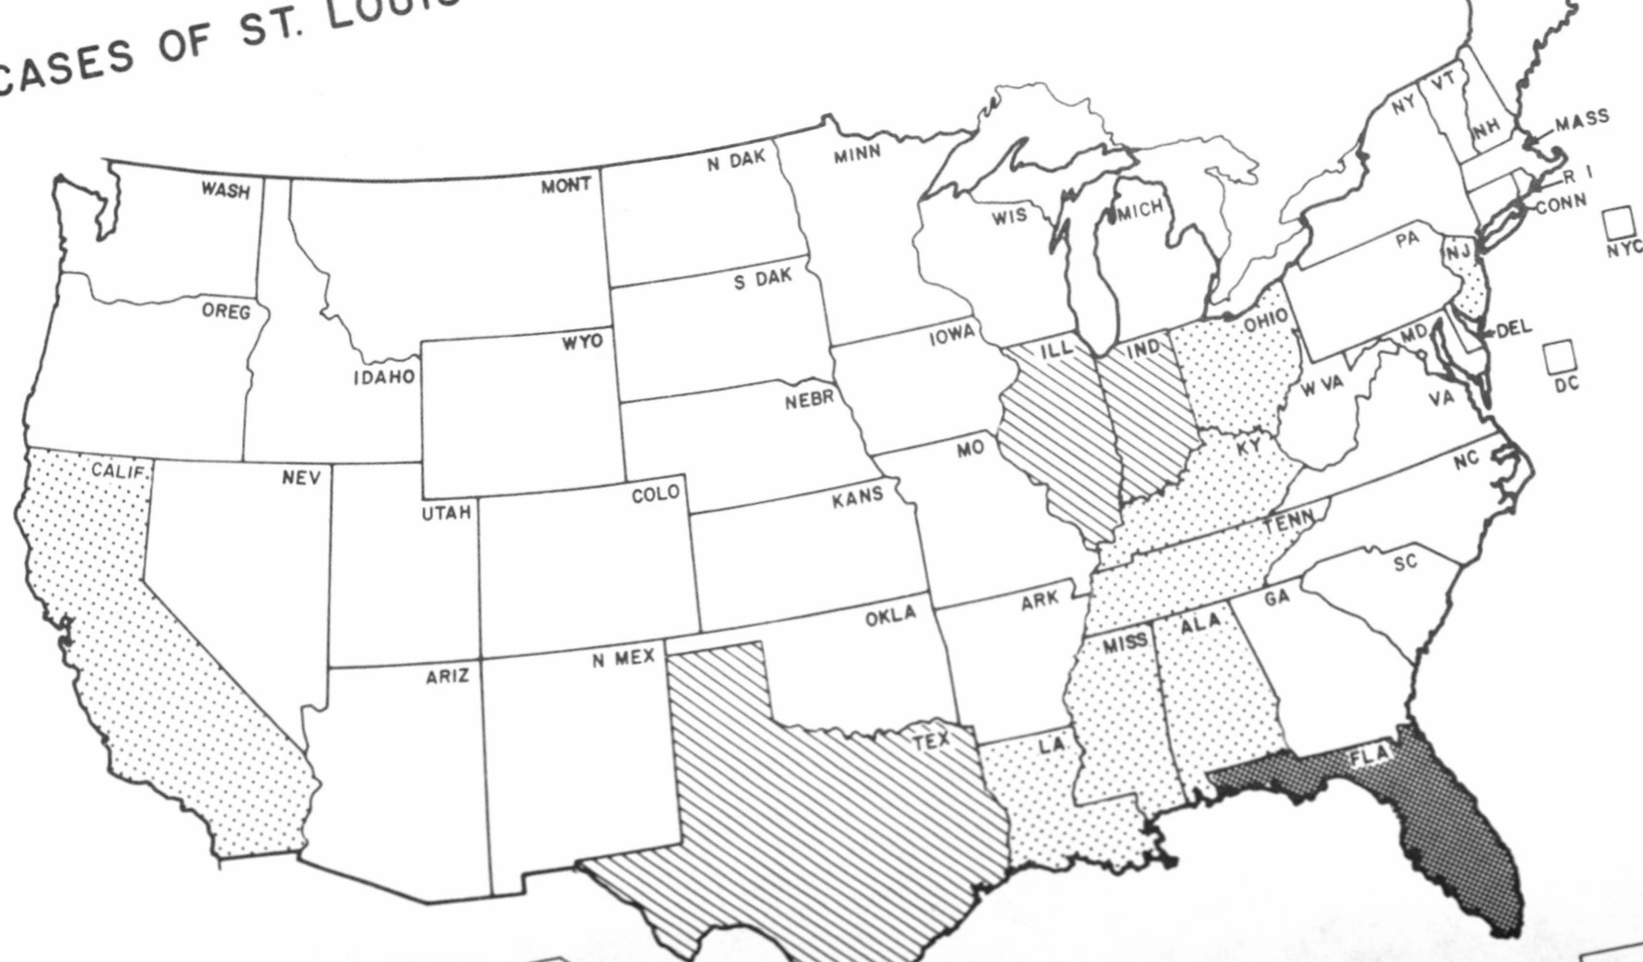 CASES OF ST. LOUIS
WASH
MONT
N DAK
MINN
NY
VT
NH
MASS
R I
CONN
NYC
WIS
MICH
PA
NJ
OREG
S DAK
WYO
IOWA
ILL
IND
OHIO
MD
DEL
DC
IDAHO
NEBR
W VA
VA
CALIF
NEV
UTAH
COLO
KANS
MO
KY
NC
TENN
SC
ARIZ
N MEX
OKLA
ARK
MISS
ALA
GA
TEX
LA
FLA